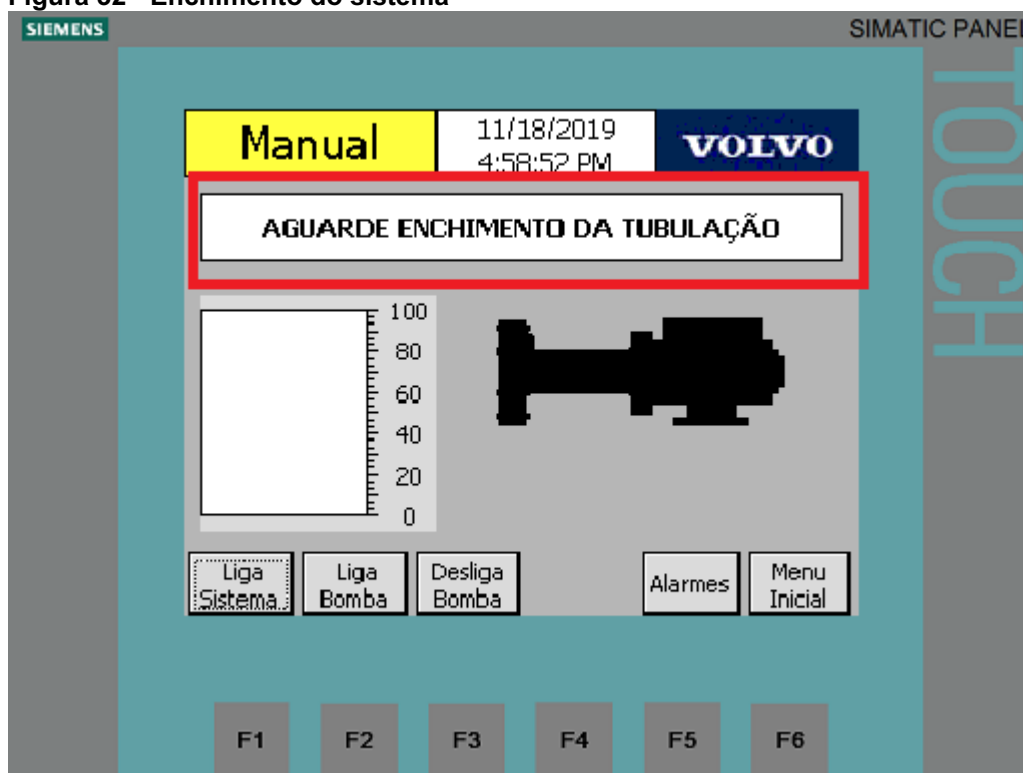 Figura 62 - Enchimento do sistema
SIEMENS
SIMATIC PANEL
TOUCH
Manual
11/18/2019
4:58:52 PM
VOLVO
AGUARDE ENCHIMENTO DA TUBULAÇÃO
100
80
60
40
20
0
Liga
Sistema
Liga
Bomba
Desliga
Bomba
Alarmes
Menu
Inicial
F1
F2
F3
F4
F5
F6